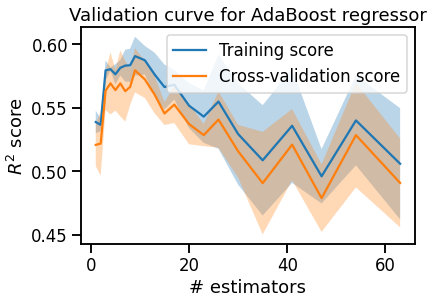 Validation curve for AdaBoost regressor
Training score
Cross-validation score
0.60
0.55
0.50
0.45
R² score
0
20
40
60
# estimators